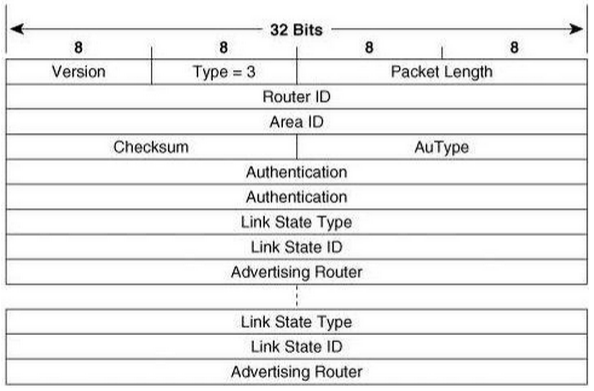 32 Bits
8 8 8 8
Version Type = 3 Packet Length
Router ID
Area ID
Checksum AuType
Authentication
Authentication
Link State Type
Link State ID
Advertising Router
Link State Type
Link State ID
Advertising Router